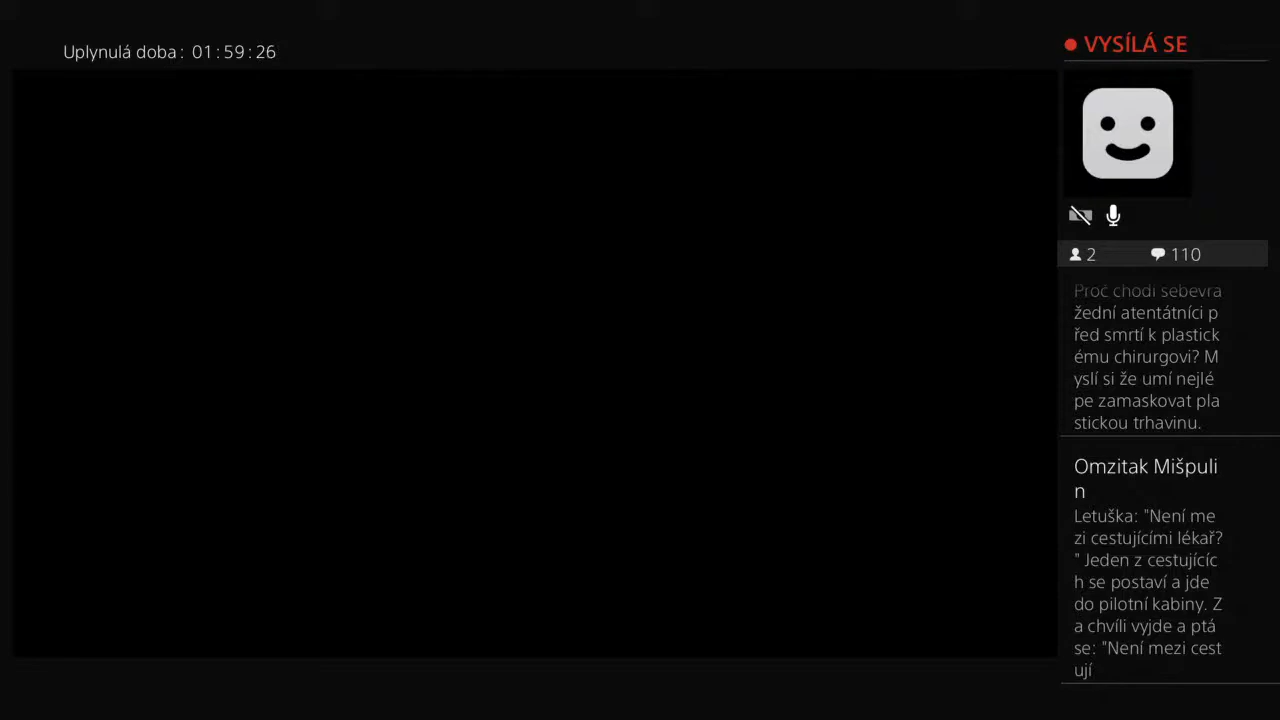 Uplynulá doba: 01:59:26
VYSÍLÁ SE
2 110
Proč chodí sebevra
žední atentátníci p
řed smrtí k plastick
ému chirurgovi? M
yslí si že umí nejlé
pe zamaskovat pla
stickou trhavinu.
Omzitak Mišpuli
n
Letuška: "Není me
zi cestujícími lékař?
" Jeden z cestujícíc
h se postaví a jde
do pilotní kabiny. Z
a chvíli vyjde a ptá
se: "Není mezi cest
ují